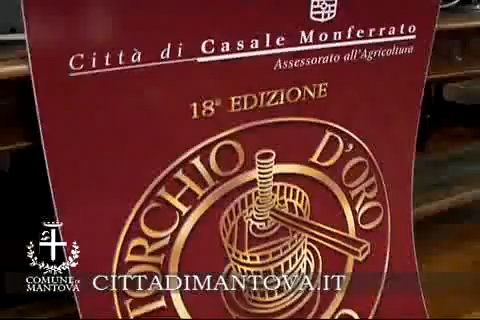 Città di Casale Monferrato
Assessorato all'Agricoltura
18ª EDIZIONE
TORCHIO D'ORO
COMUNE DI
MANTOVA
CITTADIMANTOVA.IT